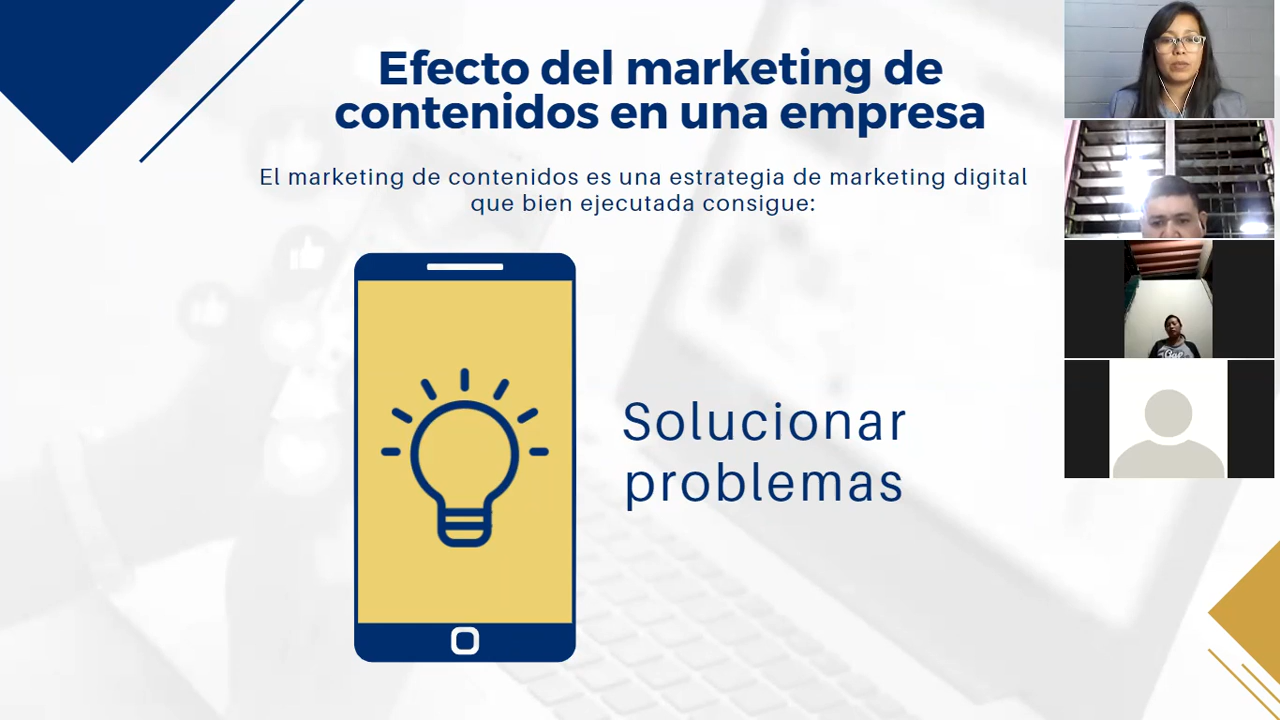 Efecto del marketing de
contenidos en una empresa
El marketing de contenidos es una estrategia de marketing digital
que bien ejecutada consigue:
Solucionar
problemas